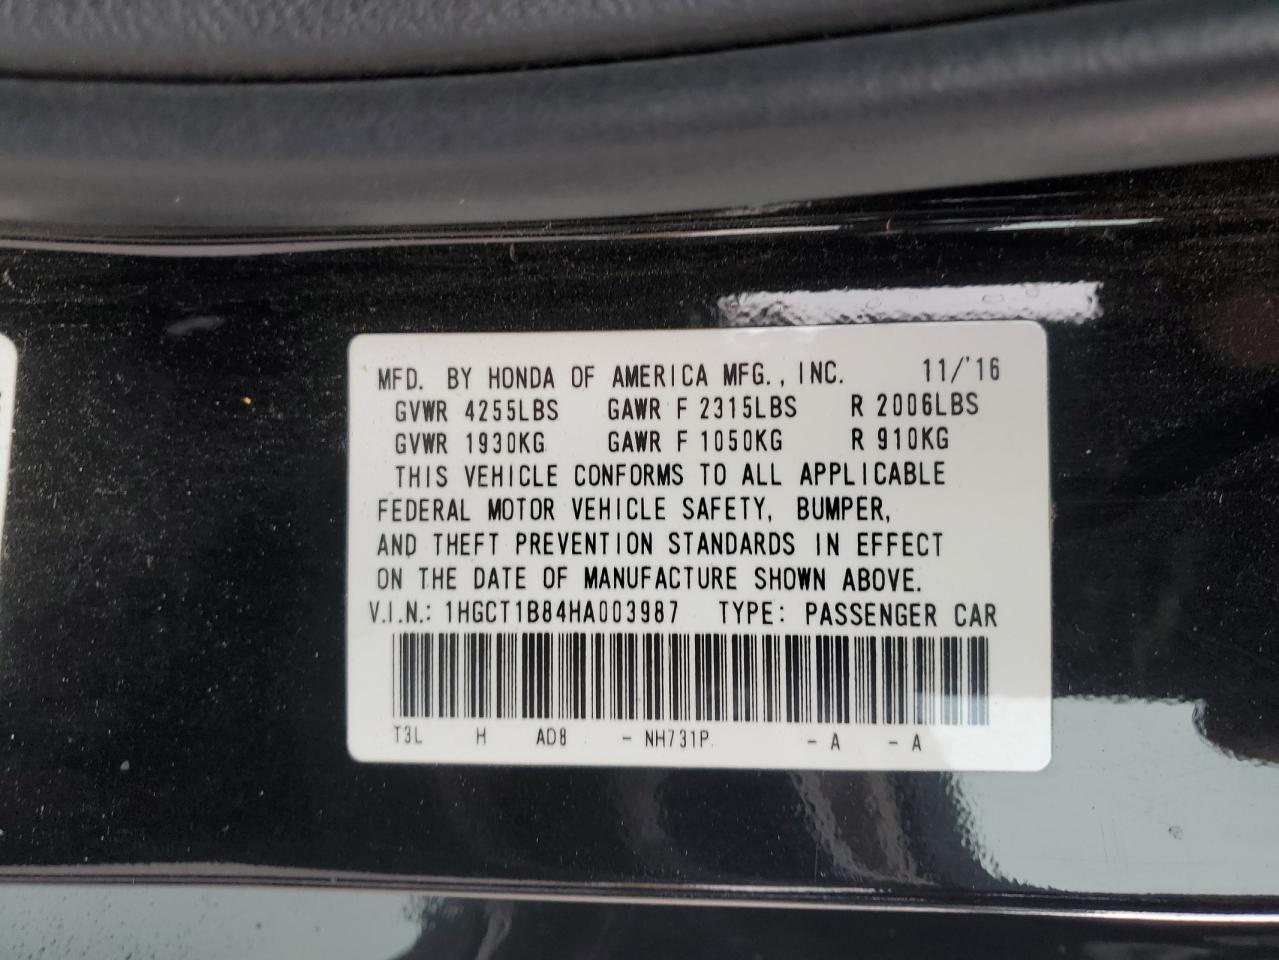 MFD. BY HONDA OF AMERICA MFG., INC. 11/'16
GVWR 4255LBS GAWR F 2315LBS R 2006LBS
GVWR 1930KG GAWR F 1050KG R 910KG
THIS VEHICLE CONFORMS TO ALL APPLICABLE
FEDERAL MOTOR VEHICLE SAFETY, BUMPER,
AND THEFT PREVENTION STANDARDS IN EFFECT
ON THE DATE OF MANUFACTURE SHOWN ABOVE.
V.I.N.: 1HGCT1B84HA003987 TYPE: PASSENGER CAR
T3L H AD8 - NH731P - A - A